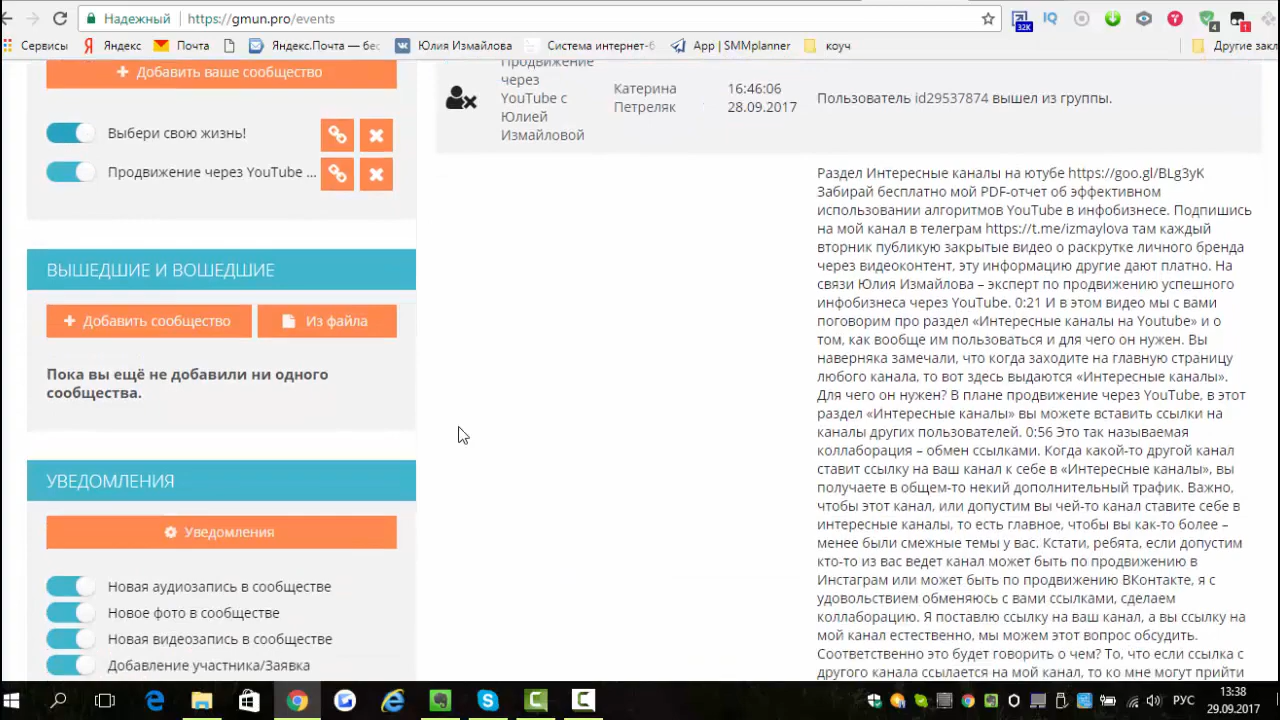 Надежный https://gmun.pro/events
32K
IQ
4
1
Сервисы
Яндекс
Почта
Яндекс.Почта — бес
Юлия Измайлова
Система интернет-б
App | SMMplanner
коуч
Другие закл
Добавить ваше сообщество
Выбери свою жизнь!
Продвижение через YouTube ...
ВЫШЕДШИЕ И ВОШЕДШИЕ
Добавить сообщество
Из файла
Пока вы ещё не добавили ни одного
сообщества.
УВЕДОМЛЕНИЯ
Уведомления
Новая аудиозапись в сообществе
Новое фото в сообществе
Новая видеозапись в сообществе
Добавление участника/Заявка
Продвижение
через
YouTube с
Юлией
Измайловой
Катерина
Петреляк
16:46:06
28.09.2017
Пользователь id29537874 вышел из группы.
Раздел Интересные каналы на ютубе https://goo.gl/BLg3yK
Забирай бесплатно мой PDF-отчет об эффективном
использовании алгоритмов YouTube в инфобизнесе. Подпишись
на мой канал в телеграм https://t.me/izmaylova там каждый
вторник публикую закрытые видео о раскрутке личного бренда
через видеоконтент, эту информацию другие дают платно. На
связи Юлия Измайлова – эксперт по продвижению успешного
инфобизнеса через YouTube. 0:21 И в этом видео мы с вами
поговорим про раздел «Интересные каналы на Youtube» и о
том, как вообще им пользоваться и для чего он нужен. Вы
наверняка замечали, что когда заходите на главную страницу
любого канала, то вот здесь выдаются «Интересные каналы».
Для чего он нужен? В плане продвижение через YouTube, в этот
раздел «Интересные каналы» вы можете вставить ссылки на
каналы других пользователей. 0:56 Это так называемая
коллаборация – обмен ссылками. Когда какой-то другой канал
ставит ссылку на ваш канал к себе в «Интересные каналы», вы
получаете в общем-то некий дополнительный трафик. Важно,
чтобы этот канал, или допустим вы чей-то канал ставите себе в
интересные каналы, то есть главное, чтобы вы как-то более –
менее были смежные темы у вас. Кстати, ребята, если допустим
кто-то из вас ведет канал может быть по продвижению в
Инстаграм или может быть по продвижению ВКонтакте, я с
удовольствием обменяюсь с вами ссылками, сделаем
коллаборацию. Я поставлю ссылку на ваш канал, а вы ссылку на
мой канал естественно, мы можем этот вопрос обсудить.
Соответственно это будет говорить о чем? То, что если ссылка с
другого канала ссылается на мой канал, то ко мне могут прийти
РУС
13:38
29.09.2017